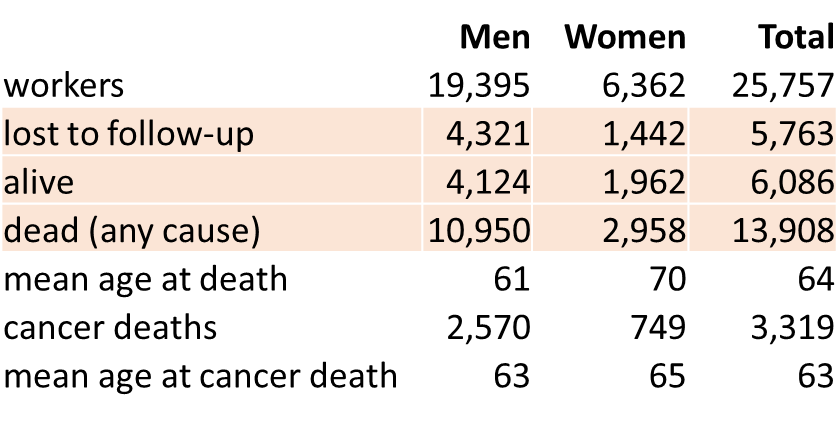 Men Women Total
workers 19,395 6,362 25,757
lost to follow-up 4,321 1,442 5,763
alive 4,124 1,962 6,086
dead (any cause) 10,950 2,958 13,908
mean age at death 61 70 64
cancer deaths 2,570 749 3,319
mean age at cancer death 63 65 63